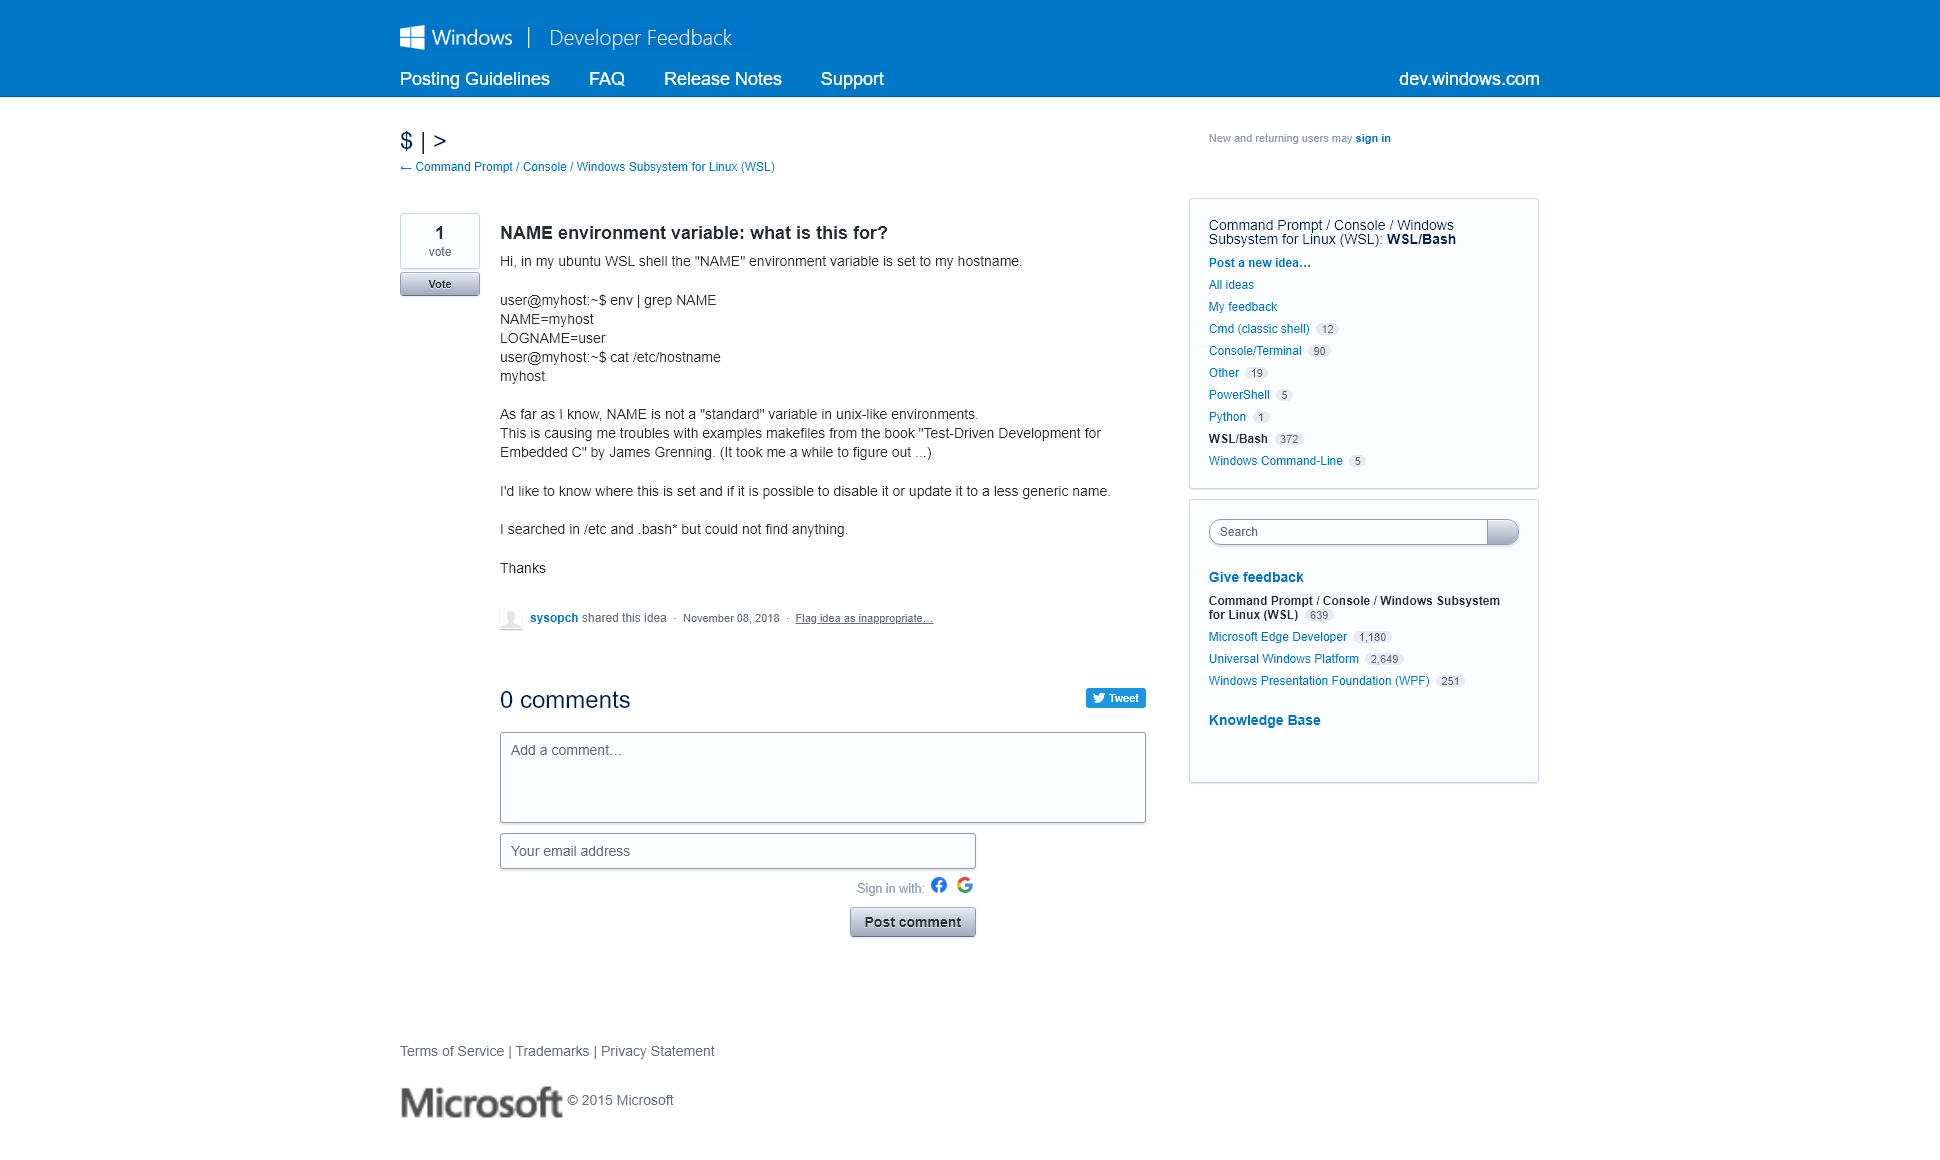 Windows | Developer Feedback
Posting Guidelines FAQ Release Notes Support dev.windows.com
$ | >
← Command Prompt / Console / Windows Subsystem for Linux (WSL)
New and returning users may sign in
1
vote
Vote
NAME environment variable: what is this for?
Hi, in my ubuntu WSL shell the "NAME" environment variable is set to my hostname.
user@myhost:~$ env | grep NAME
NAME=myhost
LOGNAME=user
user@myhost:~$ cat /etc/hostname
myhost
As far as I know, NAME is not a "standard" variable in unix-like environments.
This is causing me troubles with examples makefiles from the book "Test-Driven Development for
Embedded C" by James Grenning. (It took me a while to figure out ...)
I'd like to know where this is set and if it is possible to disable it or update it to a less generic name.
I searched in /etc and .bash* but could not find anything.
Thanks
sysopch shared this idea · November 08, 2018 · Flag idea as inappropriate…
0 comments
Tweet
Add a comment…
Your email address
Sign in with:
Post comment
Command Prompt / Console / Windows
Subsystem for Linux (WSL): WSL/Bash
Post a new idea…
All ideas
My feedback
Cmd (classic shell) 12
Console/Terminal 90
Other 19
PowerShell 5
Python 1
WSL/Bash 372
Windows Command-Line 5
Search
Give feedback
Command Prompt / Console / Windows Subsystem
for Linux (WSL) 639
Microsoft Edge Developer 1,180
Universal Windows Platform 2,649
Windows Presentation Foundation (WPF) 251
Knowledge Base
Terms of Service | Trademarks | Privacy Statement
Microsoft © 2015 Microsoft